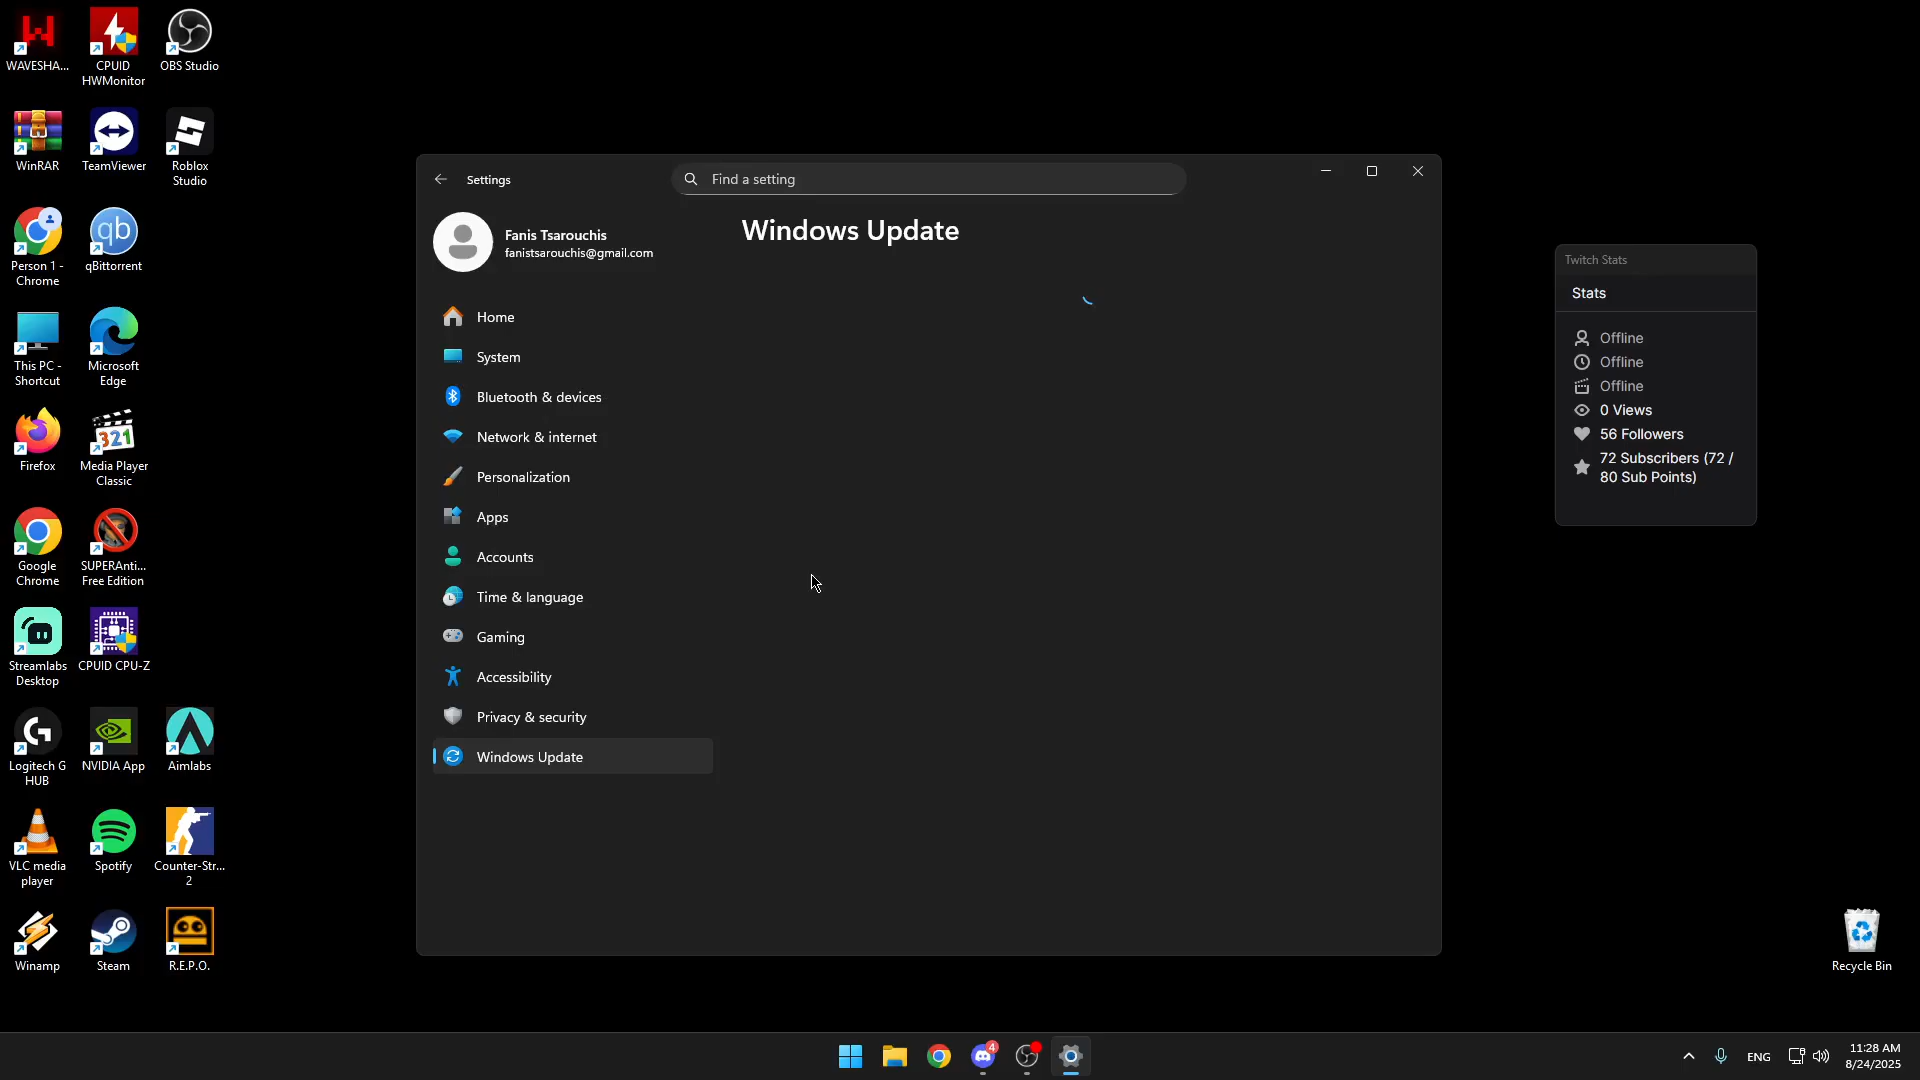 WAVESHA...
CPUID
HWMonitor
OBS Studio
WinRAR
TeamViewer
Roblox
Studio
Person 1 -
Chrome
qb
qBittorrent
This PC -
Shortcut
Microsoft
Edge
Firefox
321
Media Player
Classic
Google
Chrome
SUPERAnti...
Free Edition
Streamlabs
Desktop
CPUID CPU-Z
Logitech G
HUB
NVIDIA App
Aimlabs
VLC media
player
Spotify
Counter-Str...
2
Winamp
Steam
R.E.P.O.
Settings
Find a setting
Fanis Tsarouchis
fanistsarouchis@gmail.com
Home
System
Bluetooth & devices
Network & internet
Personalization
Apps
Accounts
Time & language
Gaming
Accessibility
Privacy & security
Windows Update
Windows Update
Twitch Stats
Stats
Offline
Offline
Offline
0 Views
56 Followers
72 Subscribers (72 /
80 Sub Points)
Recycle Bin
4
ENG
11:28 AM
8/24/2025